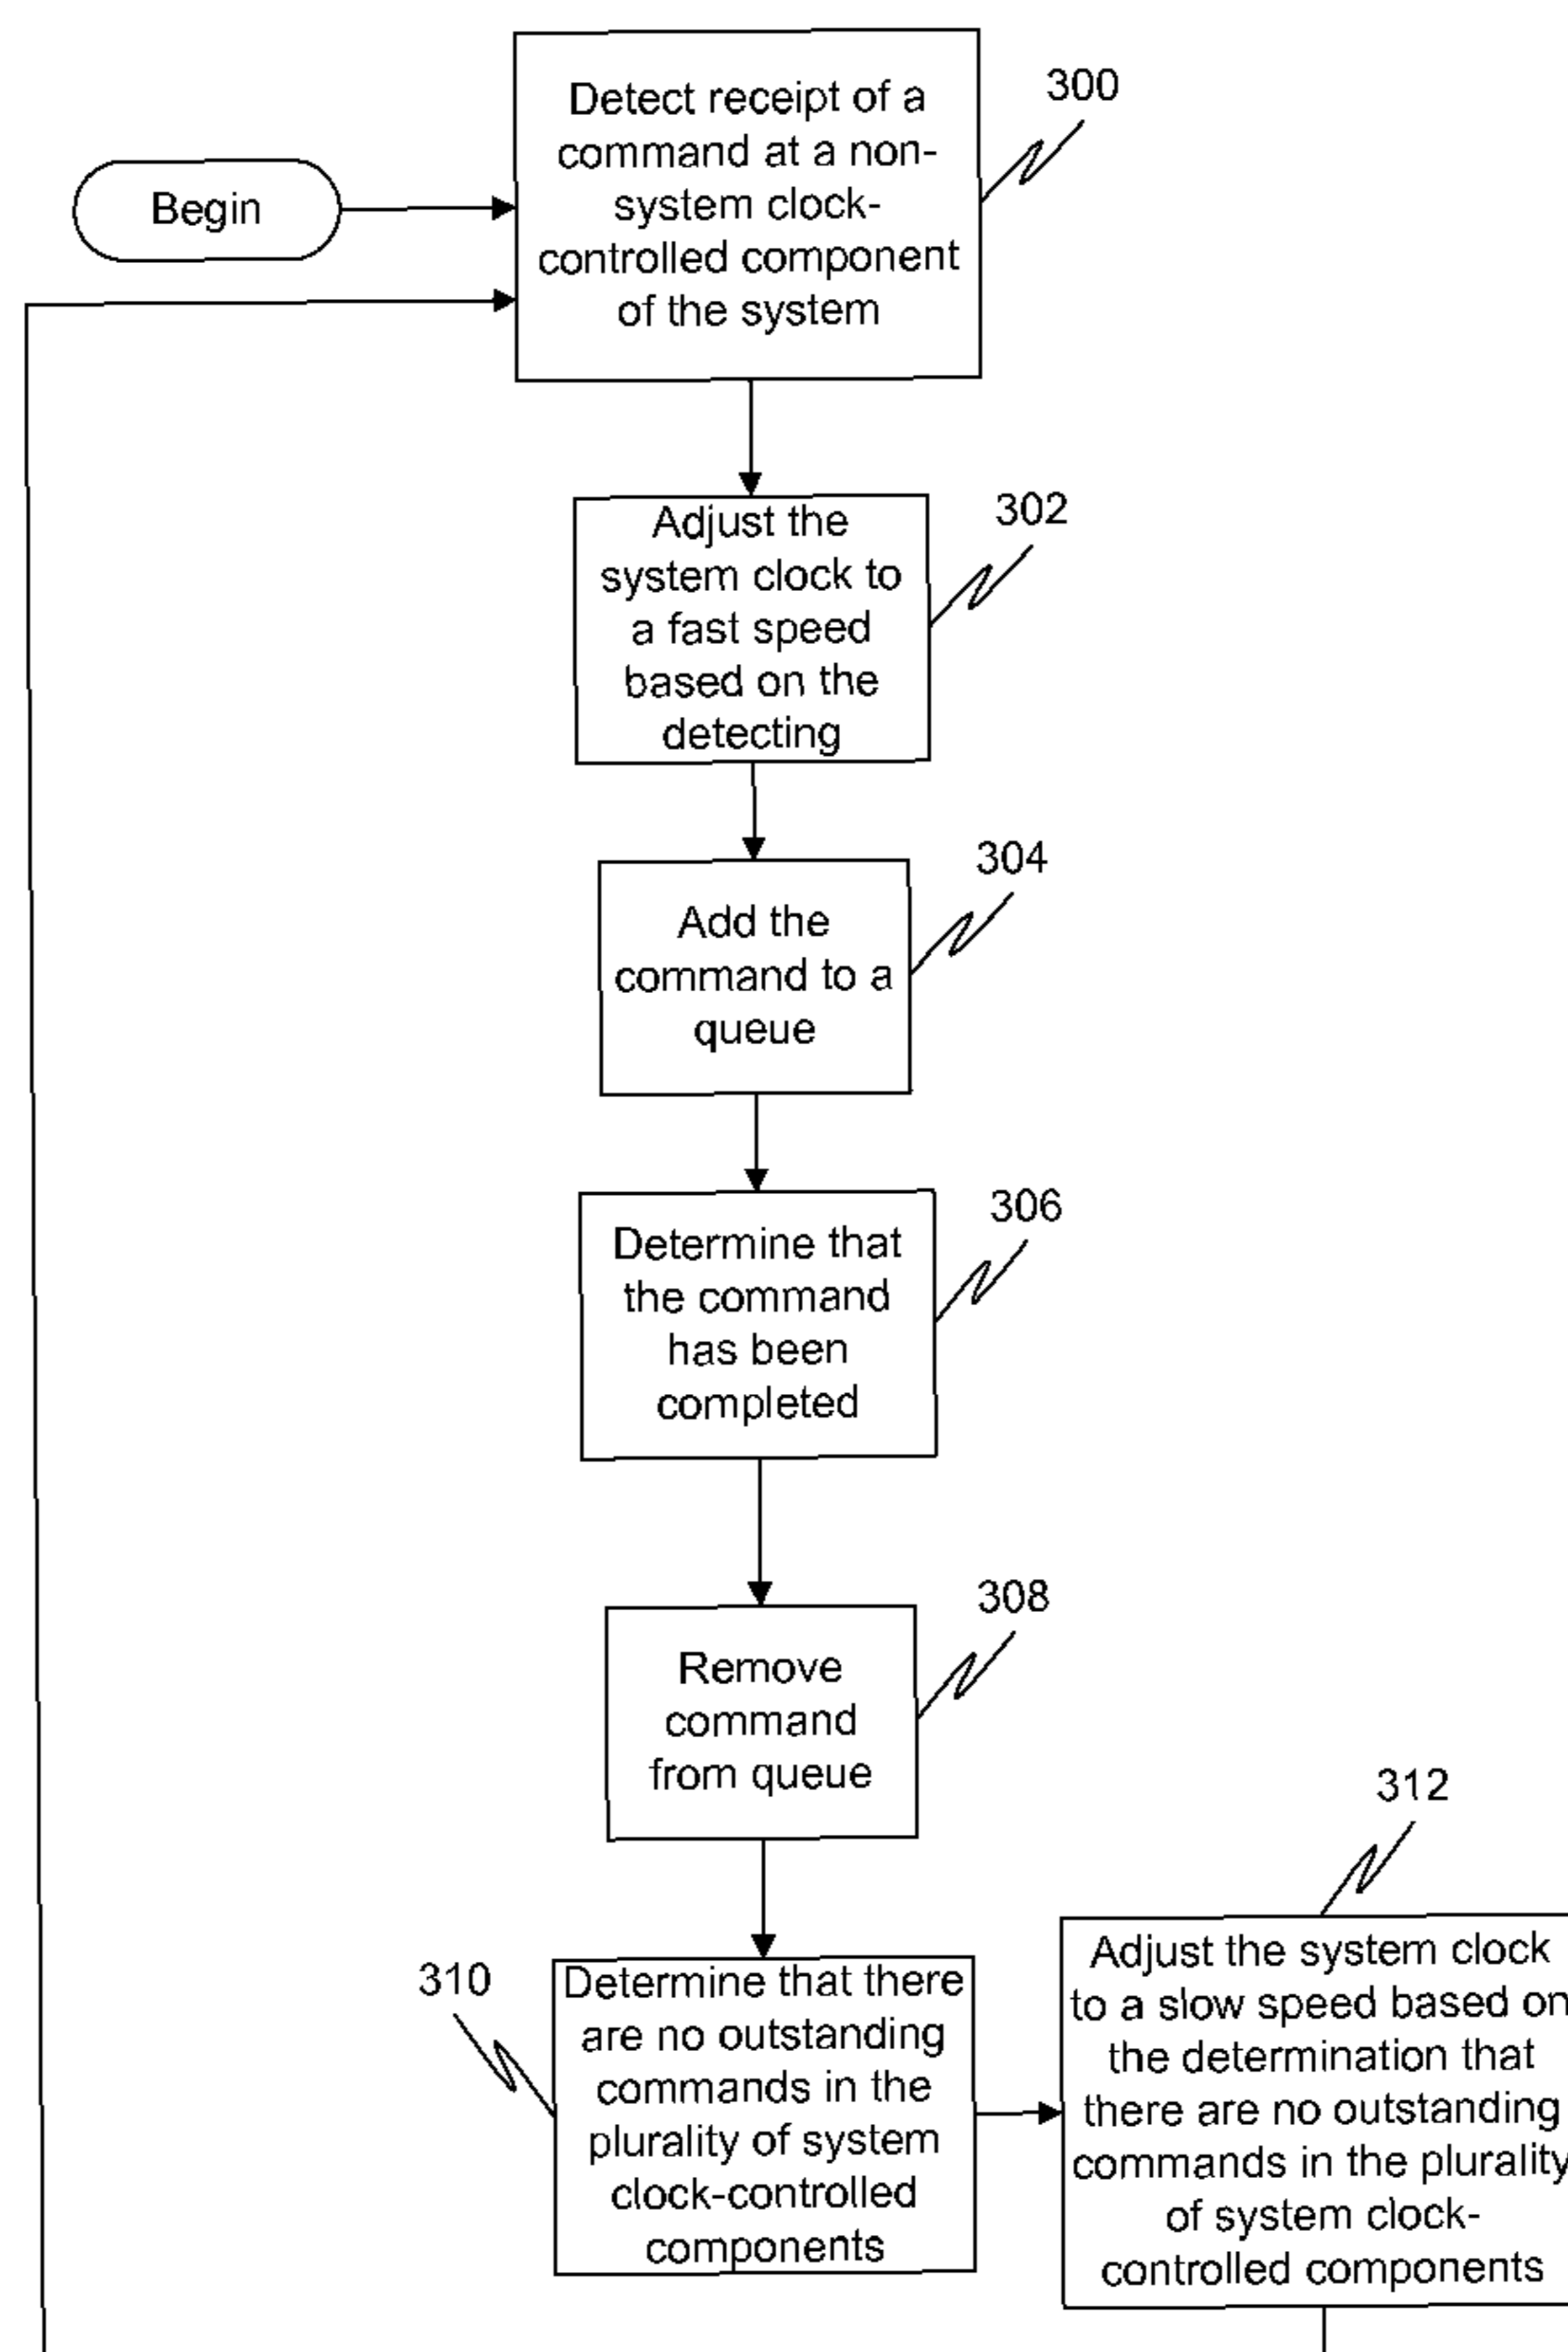 300
Detect receipt of a
command at a non-
system clock-
controlled component
of the system
Begin
302
Adjust the
system clock to
a fast speed
based on the
detecting
304
Add the
command to a
queue
306
Determine that
the command
has been
completed
308
Remove
command
from queue
310
Determine that there
are no outstanding
commands in the
plurality of system
clock-controlled
components
312
Adjust the system clock
to a slow speed based on
the determination that
there are no outstanding
commands in the plurality
of system clock-
controlled components